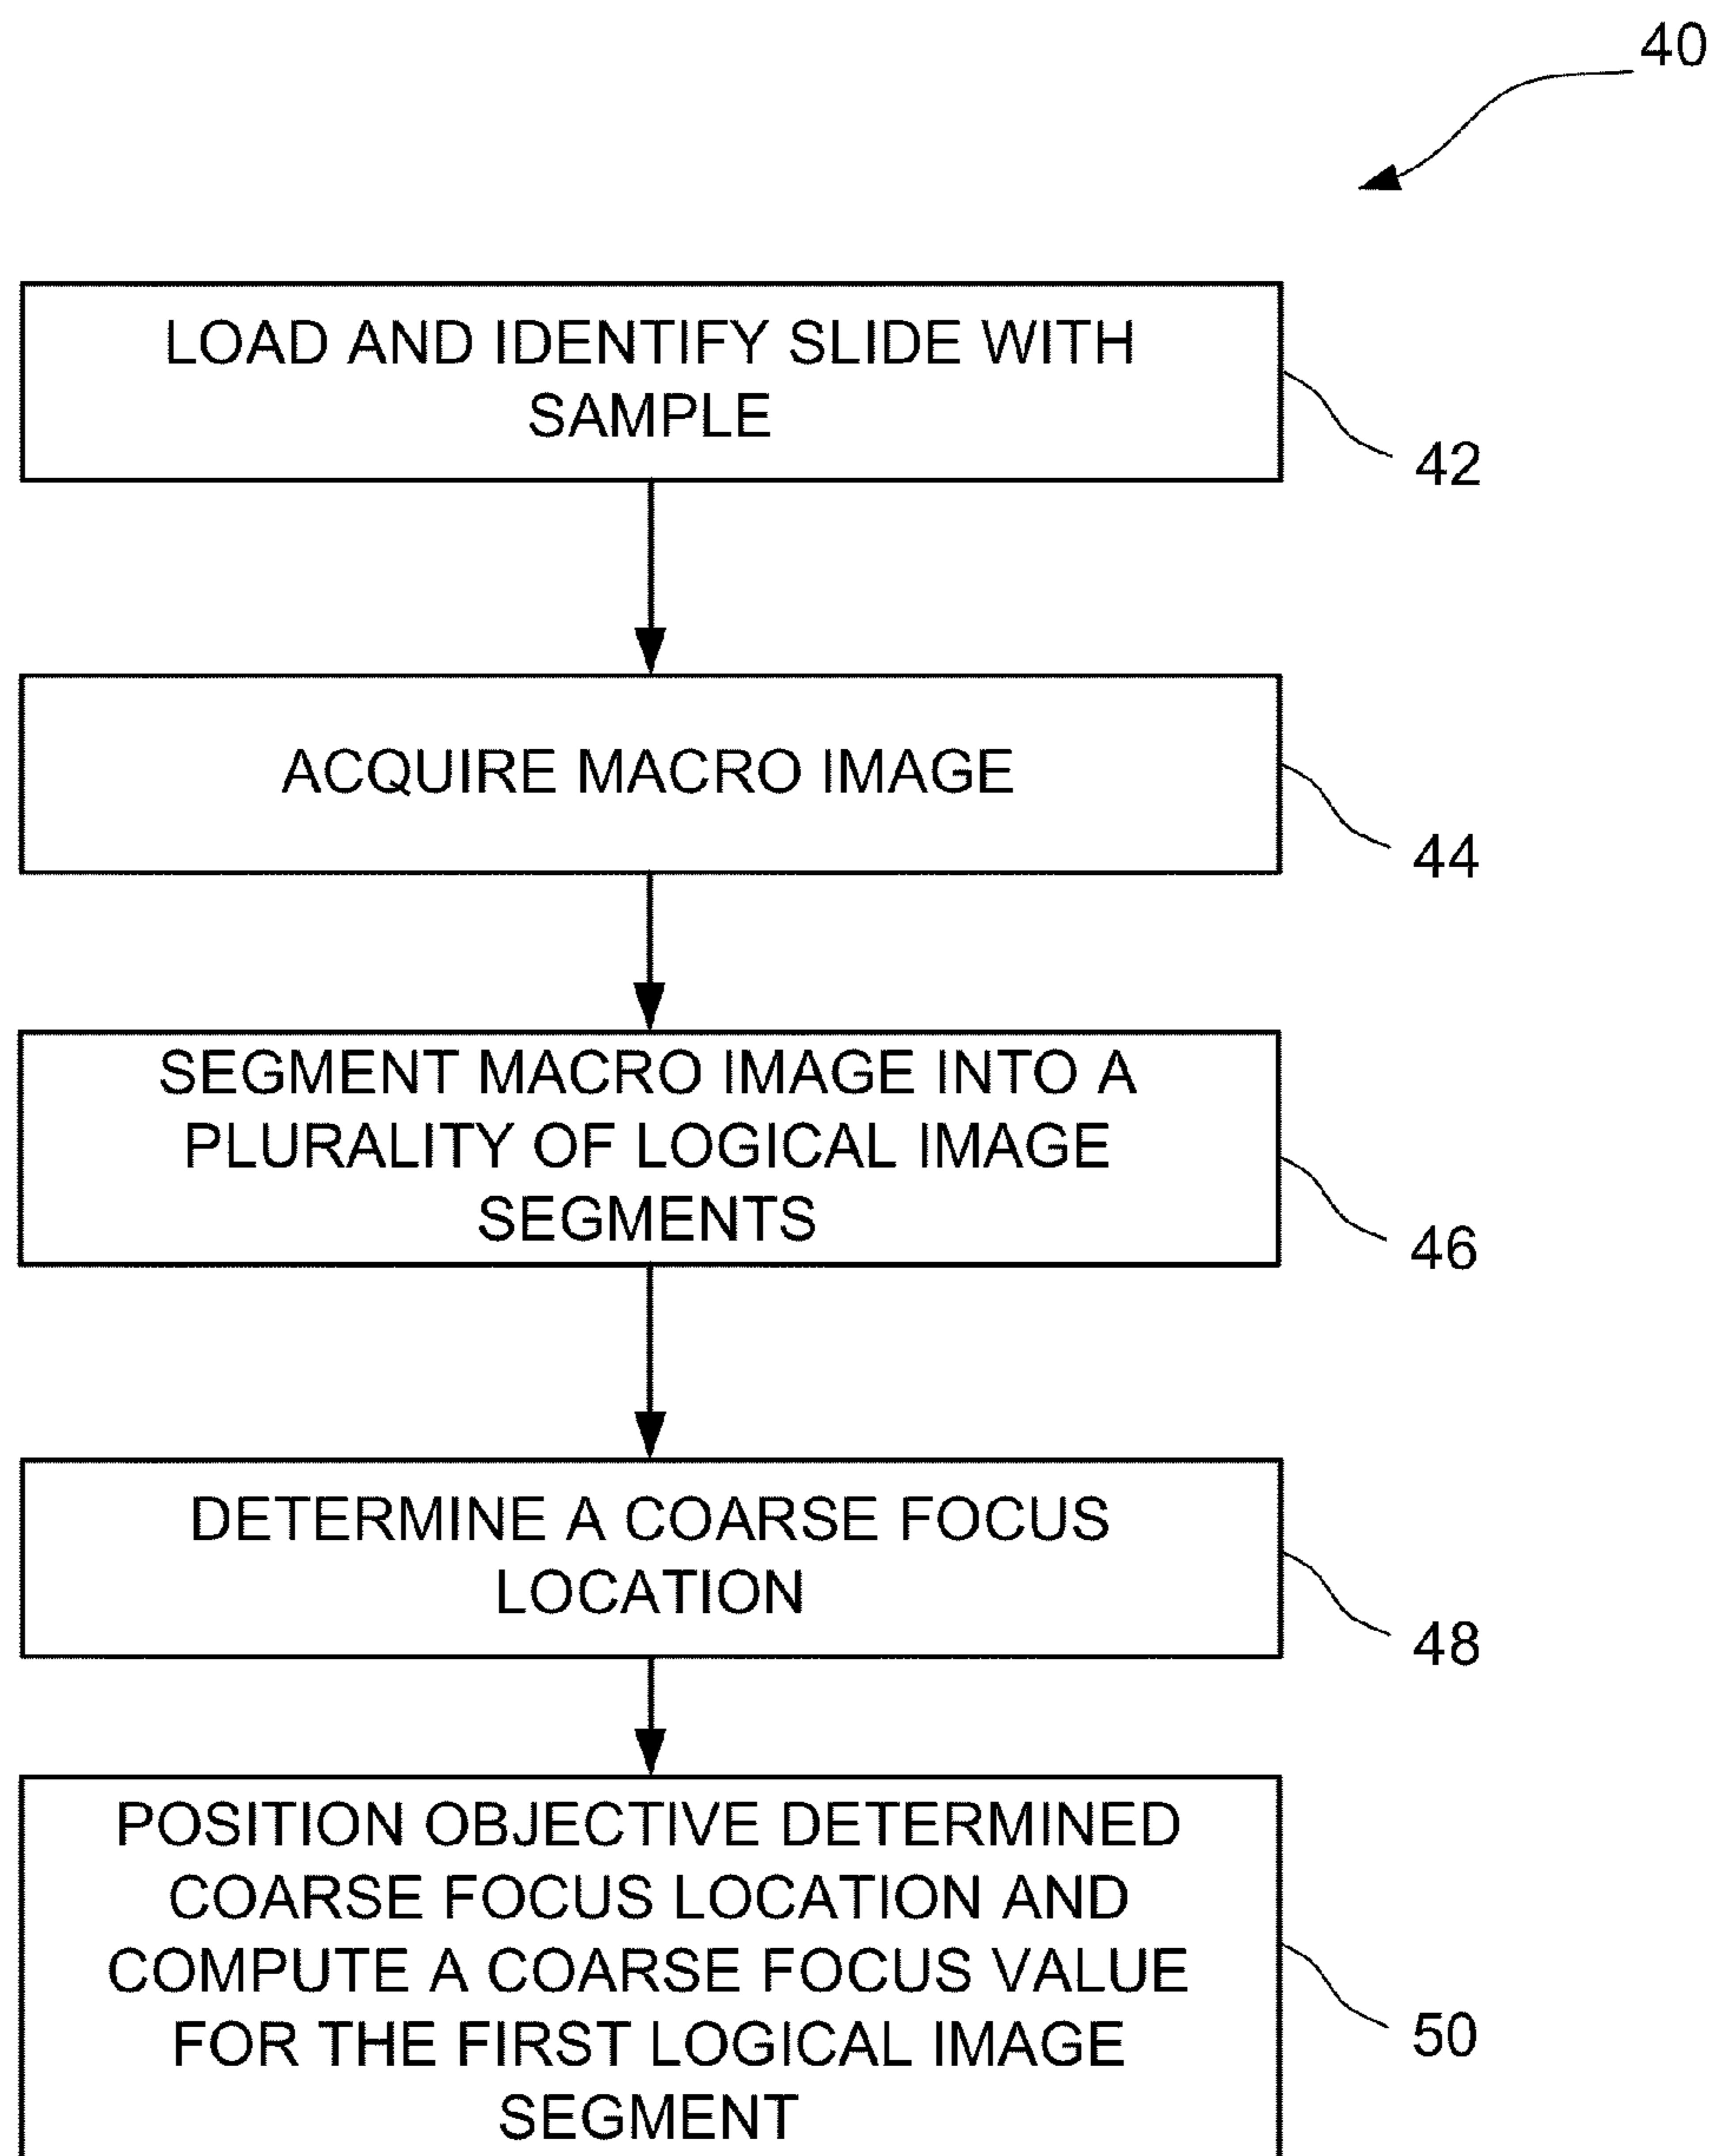 40
LOAD AND IDENTIFY SLIDE WITH
SAMPLE
42
ACQUIRE MACRO IMAGE
44
SEGMENT MACRO IMAGE INTO A
PLURALITY OF LOGICAL IMAGE
SEGMENTS
46
DETERMINE A COARSE FOCUS
LOCATION
48
POSITION OBJECTIVE DETERMINED
COARSE FOCUS LOCATION AND
COMPUTE A COARSE FOCUS VALUE
FOR THE FIRST LOGICAL IMAGE
SEGMENT
50